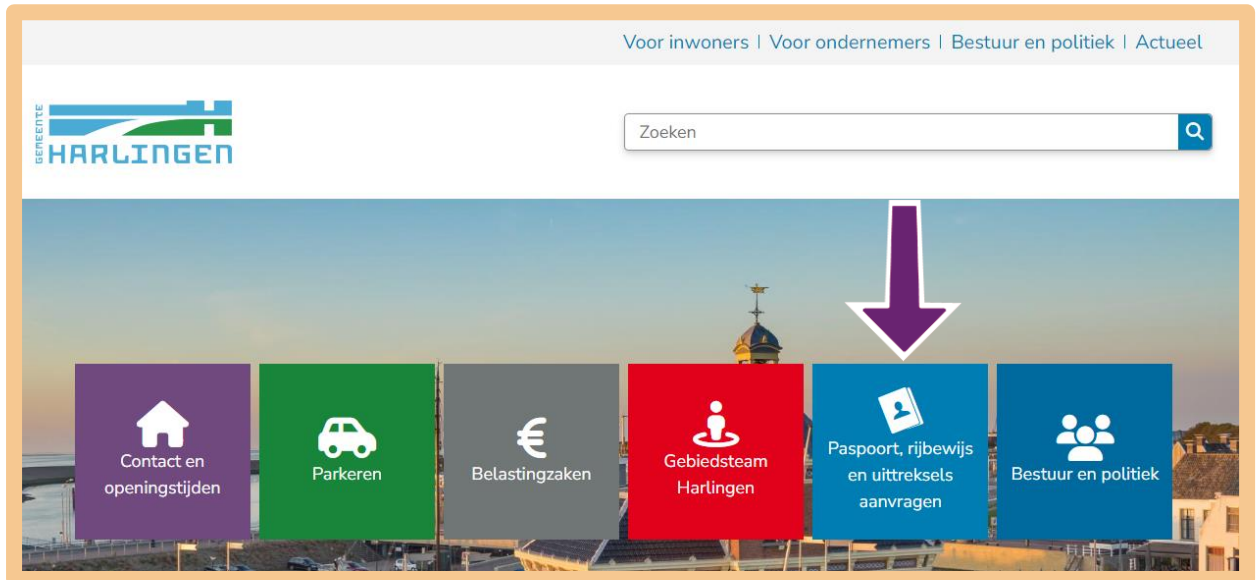 Voor inwoners | Voor ondernemers | Bestuur en politiek | Actueel
GEMEENTE
HARLINGEN
Zoeken
Contact en
openingstijden
Parkeren
€
Belastingzaken
Gebiedsteam
Harlingen
Paspoort, rijbewijs
en uittreksels
aanvragen
Bestuur en politiek